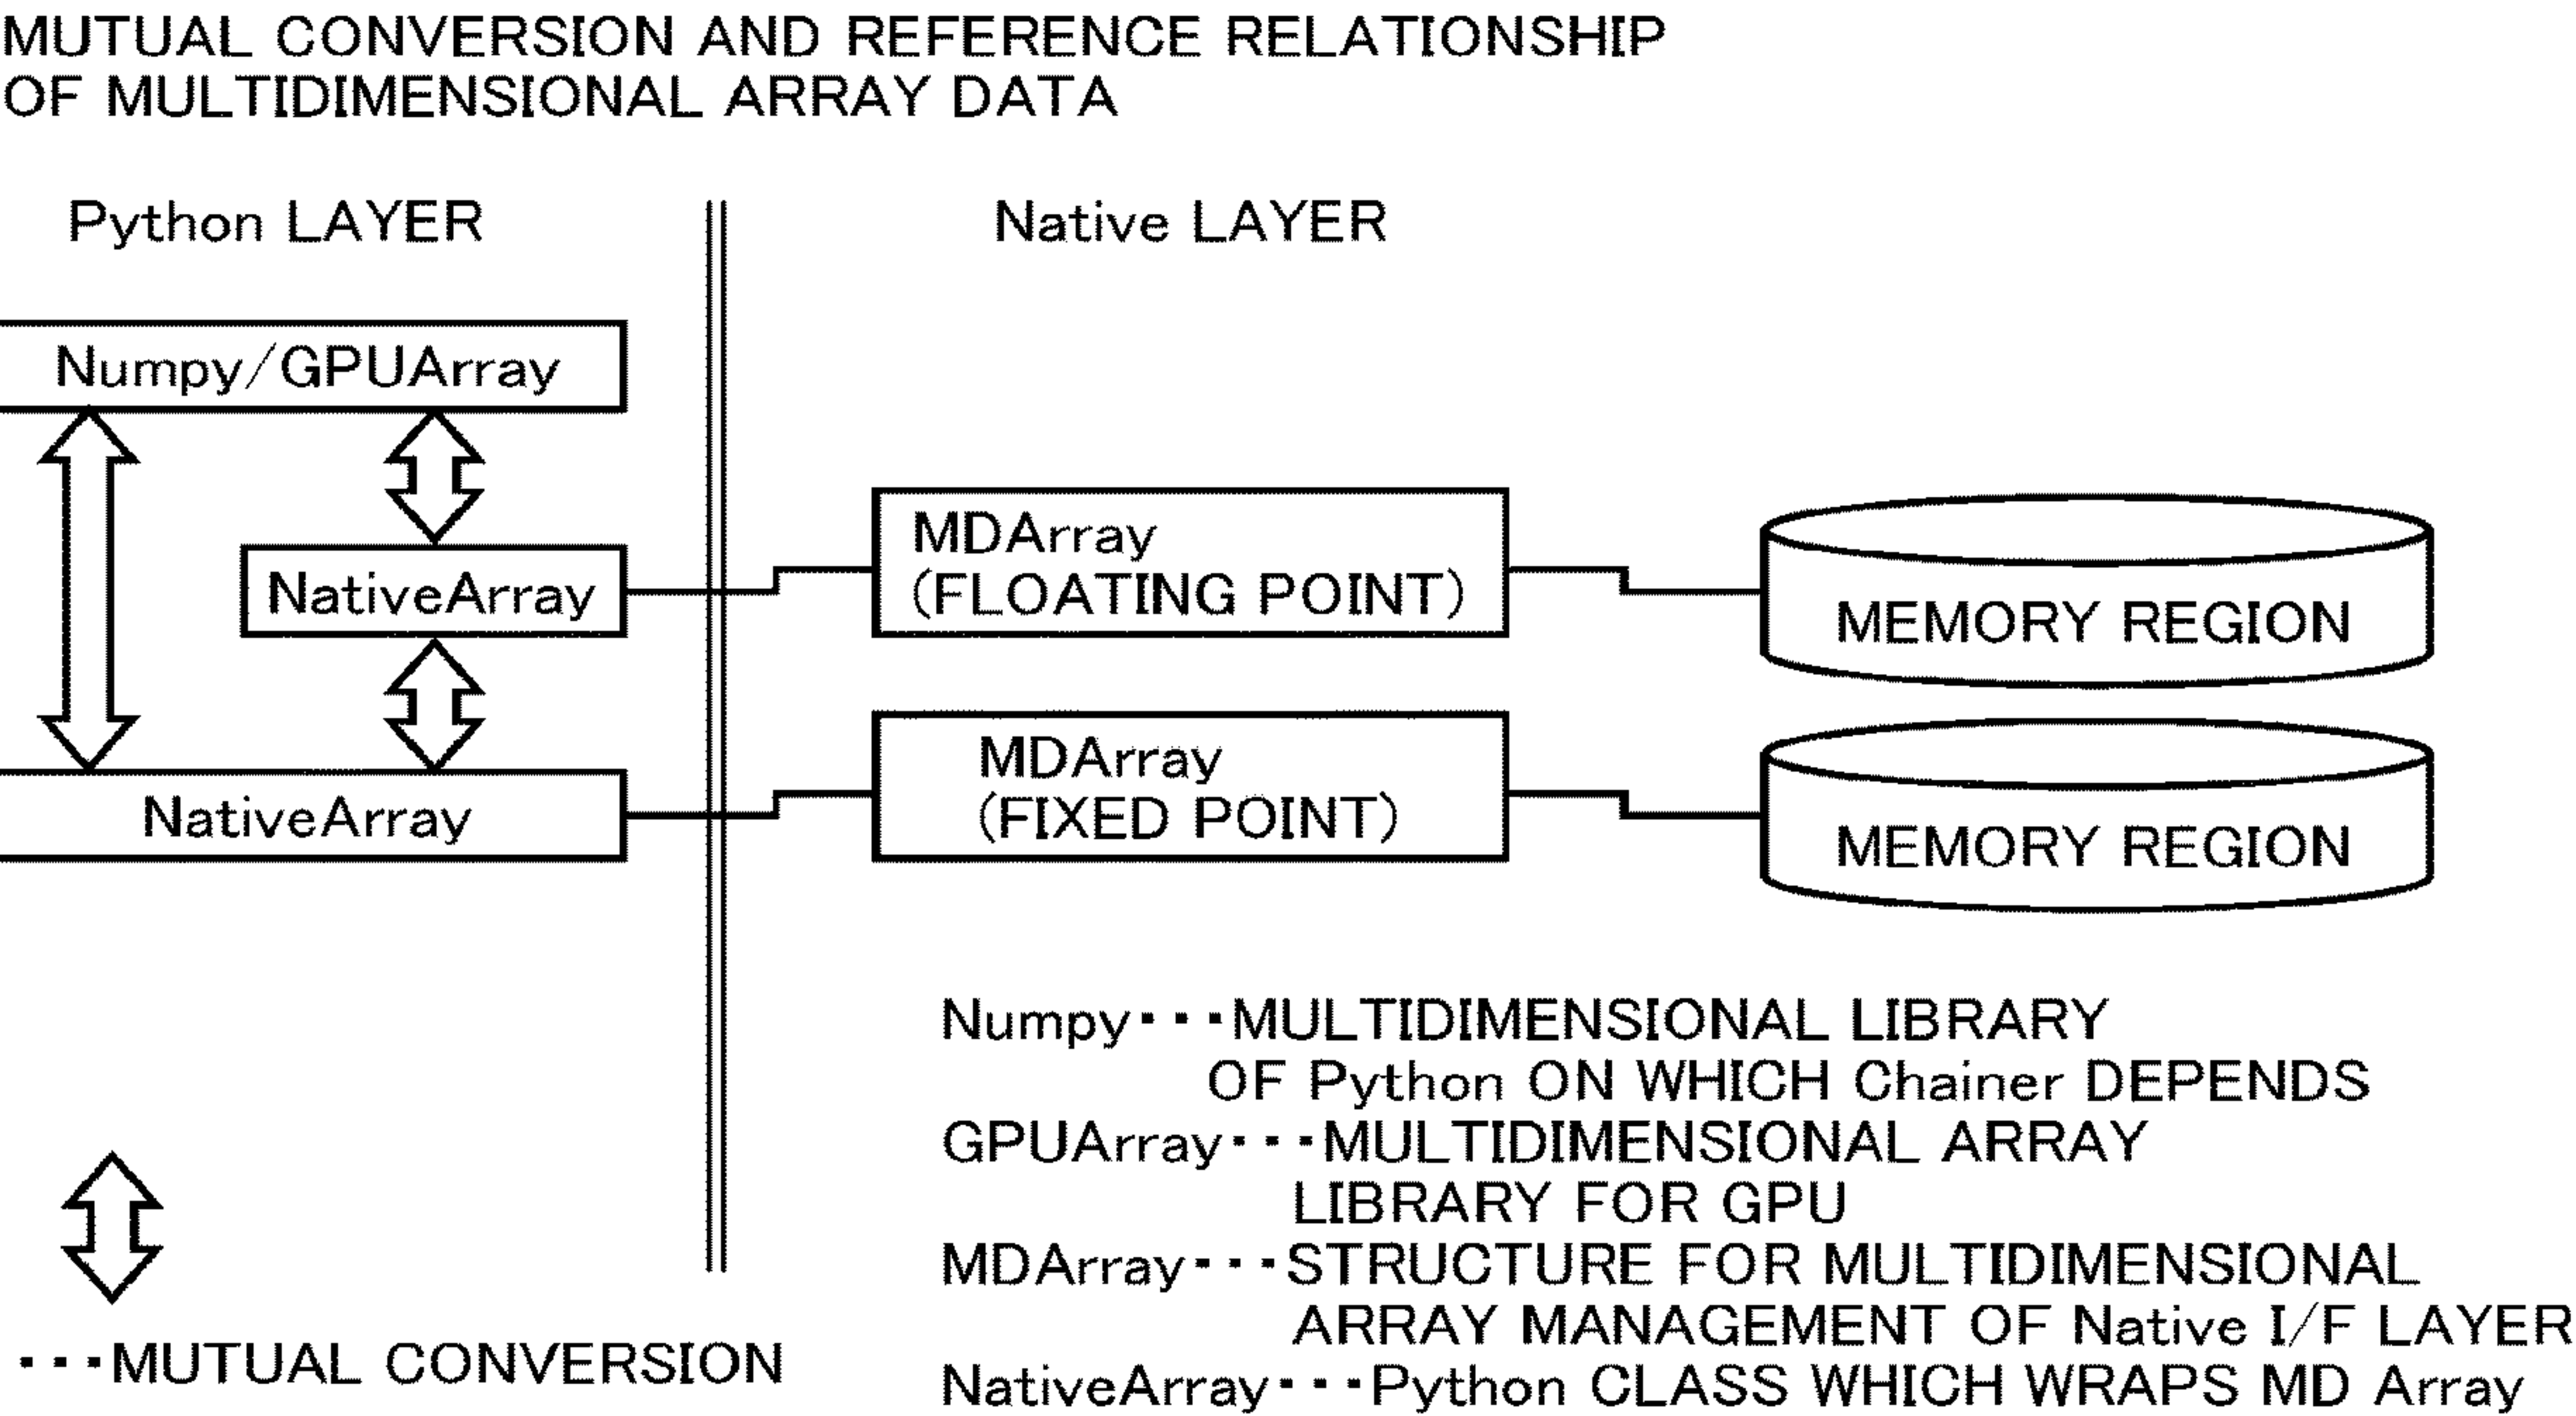 MUTUAL CONVERSION AND REFERENCE RELATIONSHIP
OF MULTIDIMENSIONAL ARRAY DATA
Python LAYER
Native LAYER
Numpy/GPUArray
NativeArray
MDArray
(FLOATING POINT)
MEMORY REGION
NativeArray
MDArray
(FIXED POINT)
MEMORY REGION
Numpy･･･MULTIDIMENSIONAL LIBRARY
OF Python ON WHICH Chainer DEPENDS
GPUArray･･･MULTIDIMENSIONAL ARRAY
LIBRARY FOR GPU
MDArray･･･STRUCTURE FOR MULTIDIMENSIONAL
ARRAY MANAGEMENT OF Native I/F LAYER
NativeArray･･･Python CLASS WHICH WRAPS MD Array
･･･MUTUAL CONVERSION